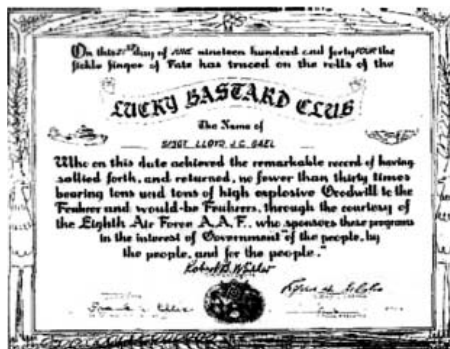 On this 21st day of JUNE nineteen hundred and forty FOUR the
fickle finger of Fate has traced on the rolls of the
LUCKY BASTARD CLUB
The Name of
S/SGT. LLOYD J.C. GAEL
Who on this date achieved the remarkable record of having
sallied forth, and returned, no fewer than thirty times
bearing tons and tons of high explosive Goodwill to the
Feuhrer and would-be Feuhrers, through the courtesy of
the Eighth Air Force A.A.F., who sponsors these programs
in the interest of Government "of the people, by
the people, and for the people."